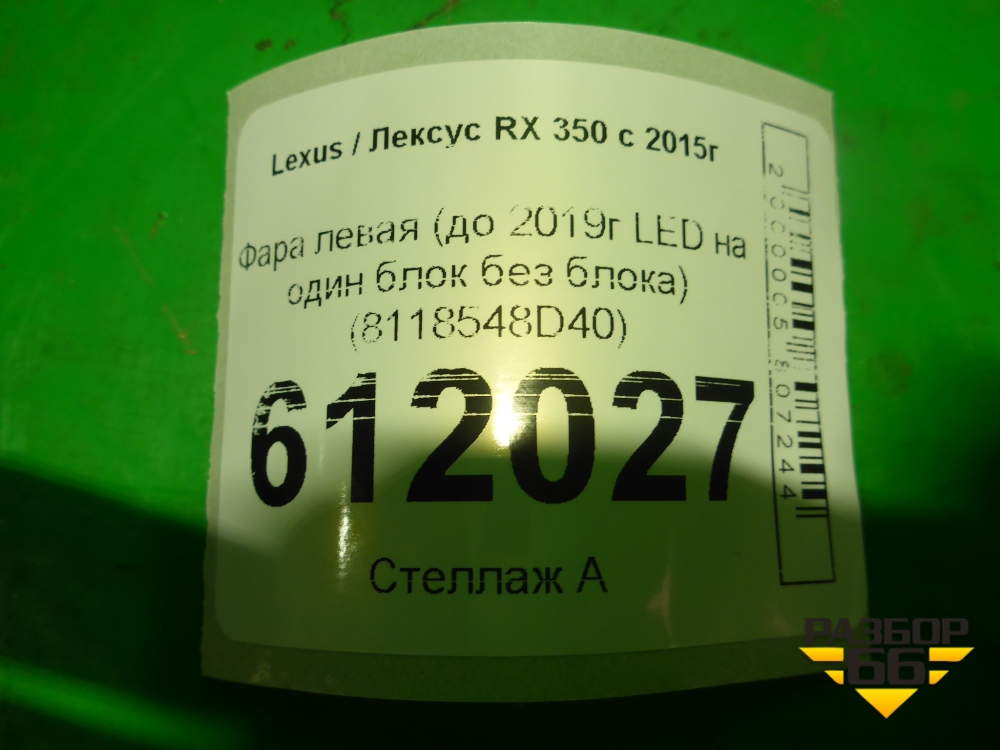 Lexus / Лексус RX 350 с 2015г
Фара левая (до 2019г LED на
один блок без блока)
(8118548D40)
612027
Стеллаж А
2000005807244
РАЗБОР
66